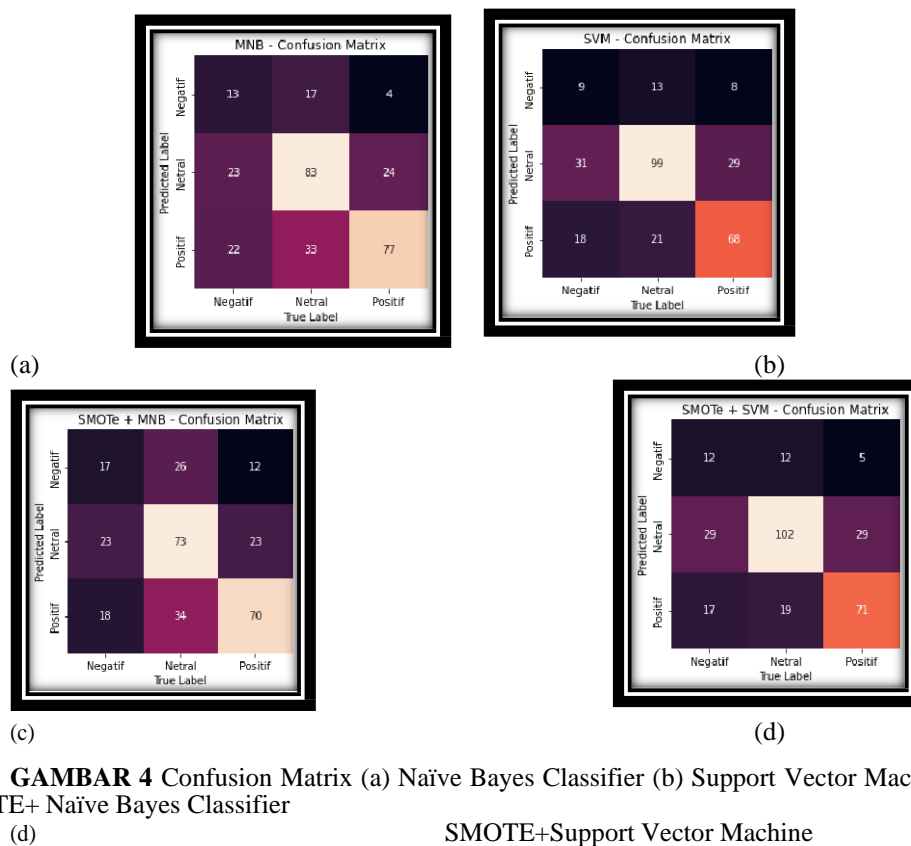 MNB - Confusion Matrix
Predicted Label
Negatif
13 17 4
Netral
23 83 24
Positif
22 33 77
Negatif Netral Positif
True Label
(a)
SVM - Confusion Matrix
Predicted Label
Negatif
9 13 8
Netral
31 99 29
Positif
18 21 68
Negatif Netral Positif
True Label
(b)
SMOTe + MNB - Confusion Matrix
Predicted Label
Negatif
17 26 12
Netral
23 73 23
Positif
18 34 70
Negatif Netral Positif
True Label
(c)
SMOTe + SVM - Confusion Matrix
Predicted Label
Negatif
12 12 5
Netral
29 102 29
Positif
17 19 71
Negatif Netral Positif
True Label
(d)
GAMBAR 4 Confusion Matrix (a) Naïve Bayes Classifier (b) Support Vector Mac
TE+ Naïve Bayes Classifier
(d) SMOTE+Support Vector Machine